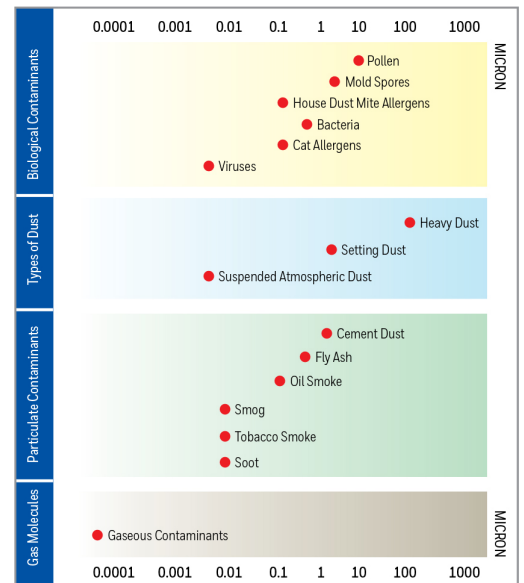 0.0001 0.001 0.01 0.1 1 10 100 1000
MICRON
Biological Contaminants
Pollen
Mold Spores
House Dust Mite Allergens
Bacteria
Cat Allergens
Viruses
Types of Dust
Heavy Dust
Setting Dust
Suspended Atmospheric Dust
Particulate Contaminants
Cement Dust
Fly Ash
Oil Smoke
Smog
Tobacco Smoke
Soot
Gas Molecules
Gaseous Contaminants
MICRON
0.0001 0.001 0.01 0.1 1 10 100 1000